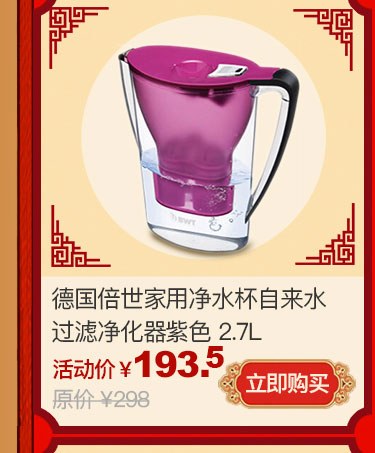 BWT
德国倍世家用净水杯自来水
过滤净化器紫色 2.7L
活动价¥193.5
立即购买
原价 ¥298